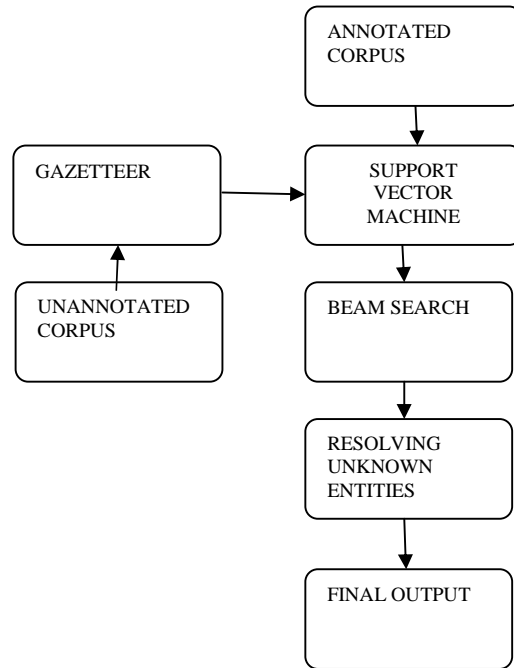 ANNOTATED
CORPUS
GAZETTEER
SUPPORT
VECTOR
MACHINE
UNANNOTATED
CORPUS
BEAM SEARCH
RESOLVING
UNKNOWN
ENTITIES
FINAL OUTPUT